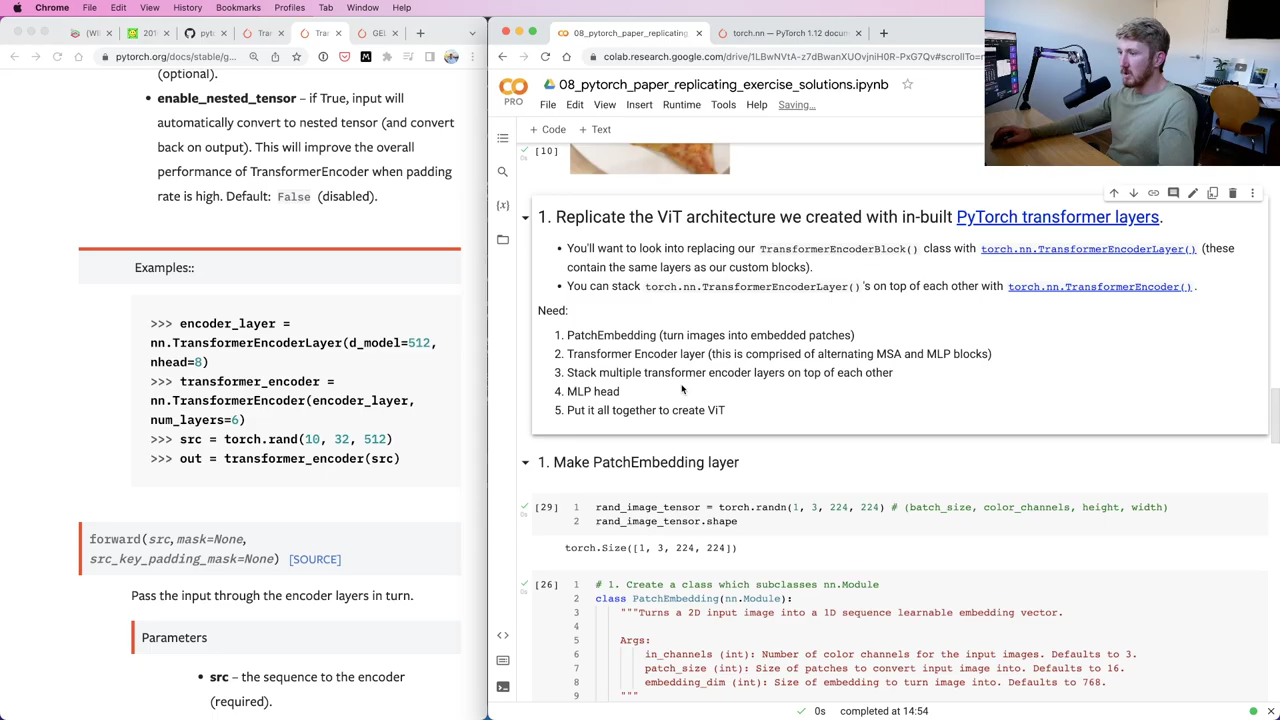 Chrome File Edit View History Bookmarks Profiles Tab Window Help
(Wi
201(
pyto
Tran
Tran
GEL
pytorch.org/docs/stable/g...
(optional).
• enable_nested_tensor – if True, input will
automatically convert to nested tensor (and convert
back on output). This will improve the overall
performance of TransformerEncoder when padding
rate is high. Default: False (disabled).
Examples::
>>> encoder_layer =
nn.TransformerEncoderLayer(d_model=512,
nhead=8)
>>> transformer_encoder =
nn.TransformerEncoder(encoder_layer,
num_layers=6)
>>> src = torch.rand(10, 32, 512)
>>> out = transformer_encoder(src)
forward(src, mask=None,
src_key_padding_mask=None) [SOURCE]
Pass the input through the encoder layers in turn.
Parameters
• src – the sequence to the encoder
(required).
08_pytorch_paper_replicating_
torch.nn — PyTorch 1.12 docum
colab.research.google.com/drive/1LBwNVtA-z7dBwanXUOvjniH0R-PxG7Qv#scrollTo=
PRO
08_pytorch_paper_replicating_exercise_solutions.ipynb
File Edit View Insert Runtime Tools Help Saving...
+ Code + Text
[10]
1. Replicate the ViT architecture we created with in-built PyTorch transformer layers.
• You'll want to look into replacing our TransformerEncoderBlock() class with torch.nn.TransformerEncoderLayer() (these
contain the same layers as our custom blocks).
• You can stack torch.nn.TransformerEncoderLayer()'s on top of each other with torch.nn.TransformerEncoder().
Need:
1. PatchEmbedding (turn images into embedded patches)
2. Transformer Encoder layer (this is comprised of alternating MSA and MLP blocks)
3. Stack multiple transformer encoder layers on top of each other
4. MLP head
5. Put it all together to create ViT
1. Make PatchEmbedding layer
[29] 1 rand_image_tensor = torch.randn(1, 3, 224, 224) # (batch_size, color_channels, height, width)
0s 2 rand_image_tensor.shape
torch.Size([1, 3, 224, 224])
[26] 1 # 1. Create a class which subclasses nn.Module
0s 2 class PatchEmbedding(nn.Module):
3 """Turns a 2D input image into a 1D sequence learnable embedding vector.
4
5 Args:
6 in_channels (int): Number of color channels for the input images. Defaults to 3.
7 patch_size (int): Size of patches to convert input image into. Defaults to 16.
8 embedding_dim (int): Size of embedding to turn image into. Defaults to 768.
9 """
0s completed at 14:54